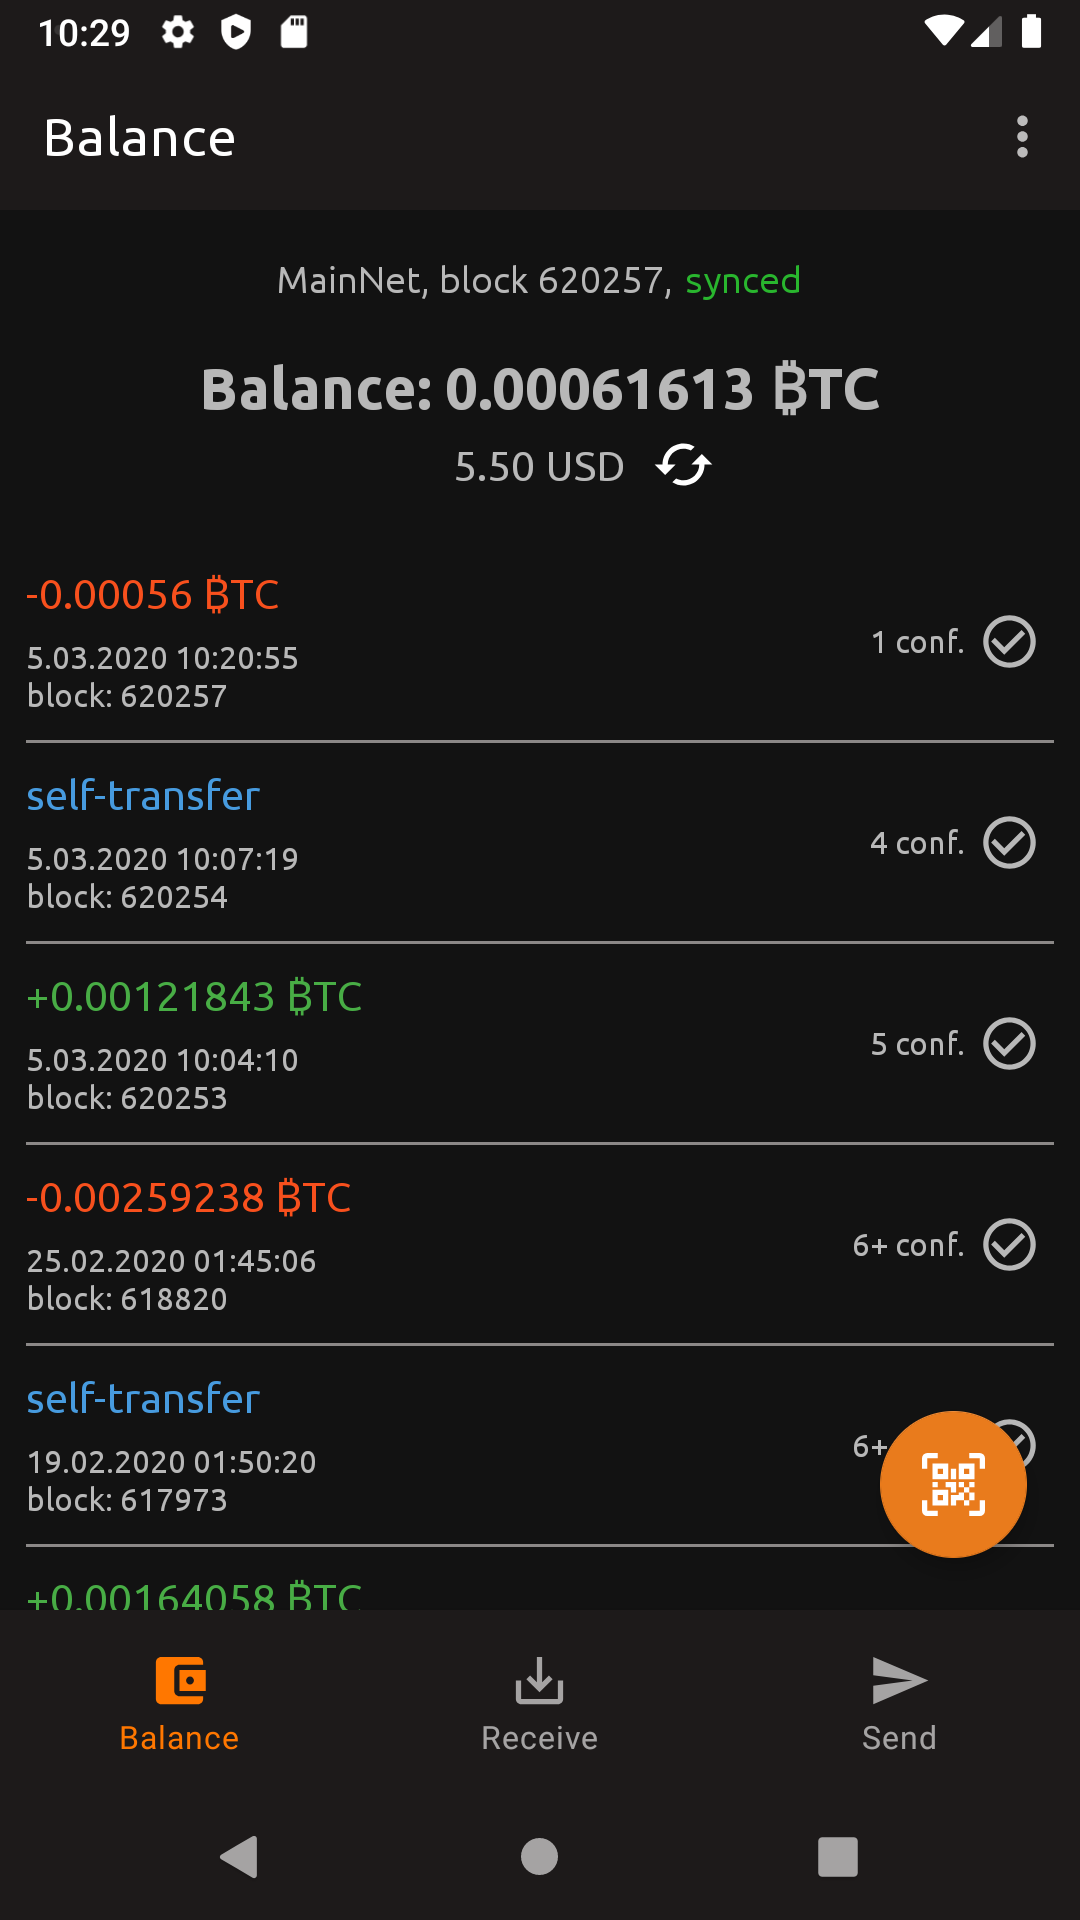 10:29
Balance
MainNet, block 620257, synced
Balance: 0.00061613 ₿TC
5.50 USD
-0.00056 ₿TC
5.03.2020 10:20:55
block: 620257
1 conf.
self-transfer
5.03.2020 10:07:19
block: 620254
4 conf.
+0.00121843 ₿TC
5.03.2020 10:04:10
block: 620253
5 conf.
-0.00259238 ₿TC
25.02.2020 01:45:06
block: 618820
6+ conf.
self-transfer
19.02.2020 01:50:20
block: 617973
6+
+0.00164058 ₿TC
Balance
Receive
Send